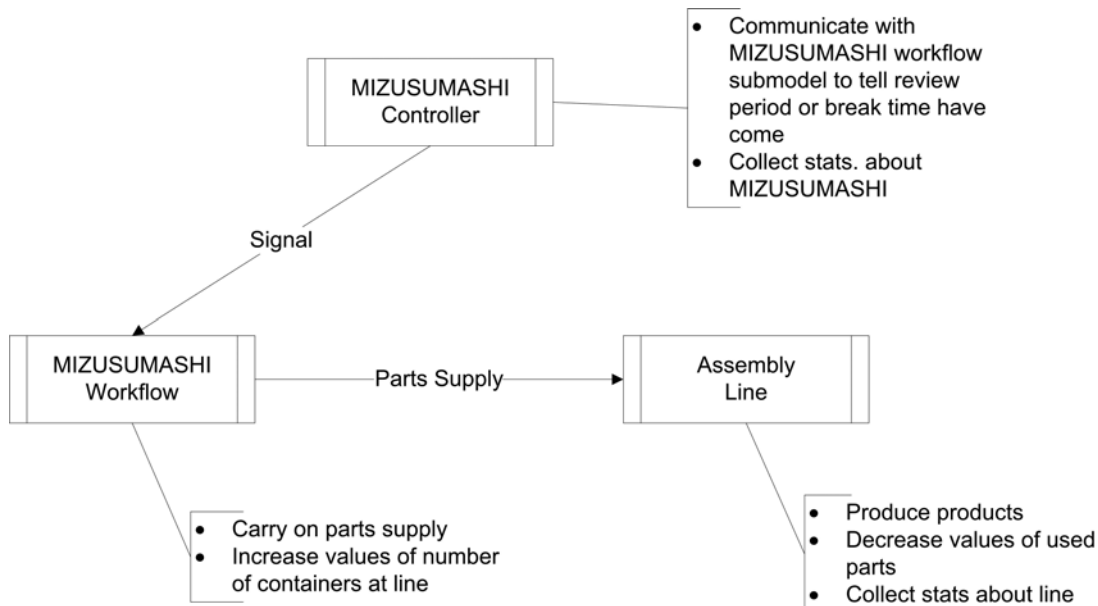 MIZUSUMASHI
Controller
• Communicate with
MIZUSUMASHI workflow
submodel to tell review
period or break time have
come
• Collect stats. about
MIZUSUMASHI
Signal
MIZUSUMASHI
Workflow
Parts Supply
Assembly
Line
• Carry on parts supply
• Increase values of number
of containers at line
• Produce products
• Decrease values of used
parts
• Collect stats about line